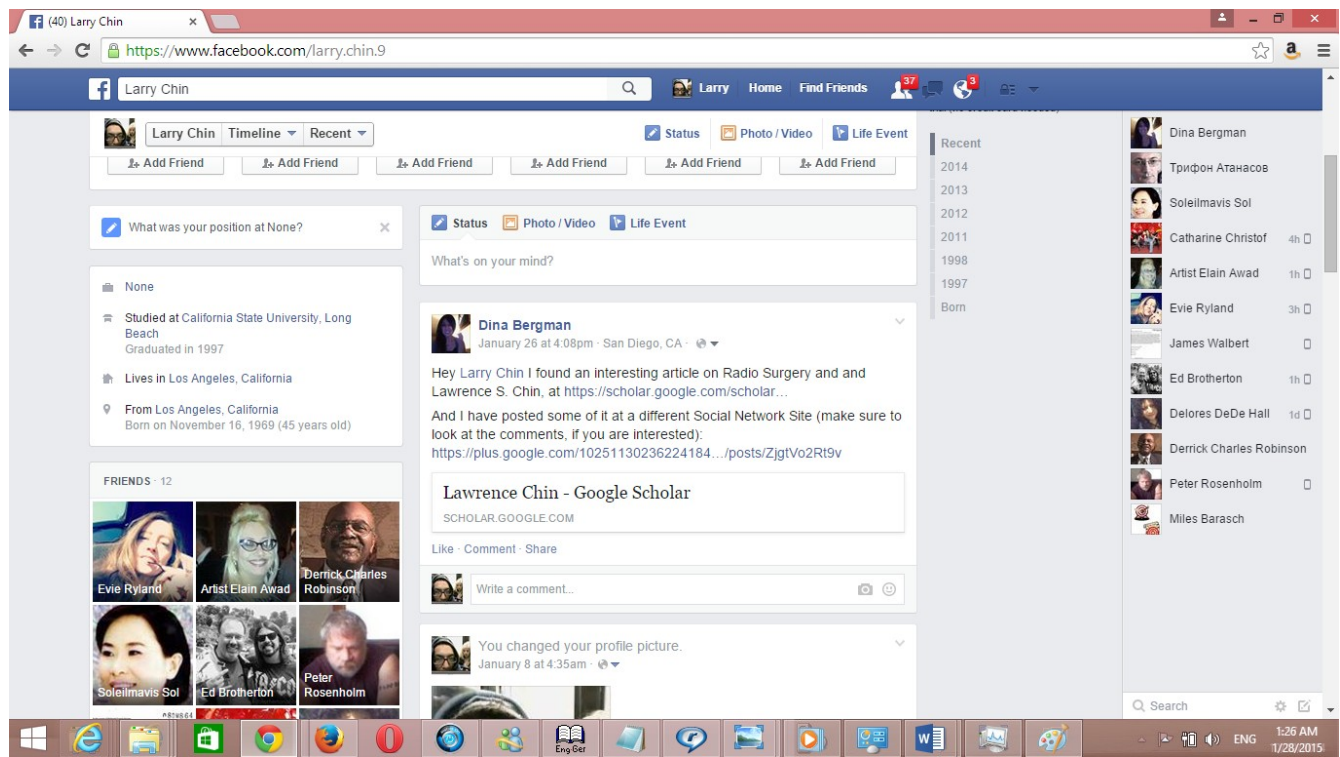 (40) Larry Chin
https://www.facebook.com/larry.chin.9
Larry Chin
Larry Home Find Friends 37 3
Larry Chin Timeline Recent
Status Photo / Video Life Event
Add Friend Add Friend Add Friend Add Friend Add Friend Add Friend
What was your position at None?
None
Studied at California State University, Long
Beach
Graduated in 1997
Lives in Los Angeles, California
From Los Angeles, California
Born on November 16, 1969 (45 years old)
FRIENDS · 12
Evie Ryland
Artist Elain Awad
Derrick Charles
Robinson
Soleilmavis Sol
Ed Brotherton
Peter
Rosenholm
Status Photo / Video Life Event
What's on your mind?
Dina Bergman
January 26 at 4:08pm · San Diego, CA ·
Hey Larry Chin I found an interesting article on Radio Surgery and and
Lawrence S. Chin, at https://scholar.google.com/scholar…
And I have posted some of it at a different Social Network Site (make sure to
look at the comments, if you are interested):
https://plus.google.com/10251130236224184…/posts/ZjgtVo2Rt9v
Lawrence Chin - Google Scholar
SCHOLAR.GOOGLE.COM
Like · Comment · Share
Write a comment...
You changed your profile picture.
January 8 at 4:35am ·
Recent
2014
2013
2012
2011
1998
1997
Born
Dina Bergman
Трифон Атанасов
Soleilmavis Sol
Catharine Christof 4h
Artist Elain Awad 1h
Evie Ryland 3h
James Walbert
Ed Brotherton 1h
Delores DeDe Hall 1d
Derrick Charles Robinson
Peter Rosenholm
Miles Barasch
Search
Eng-Ger
ENG
1:26 AM
1/28/2015